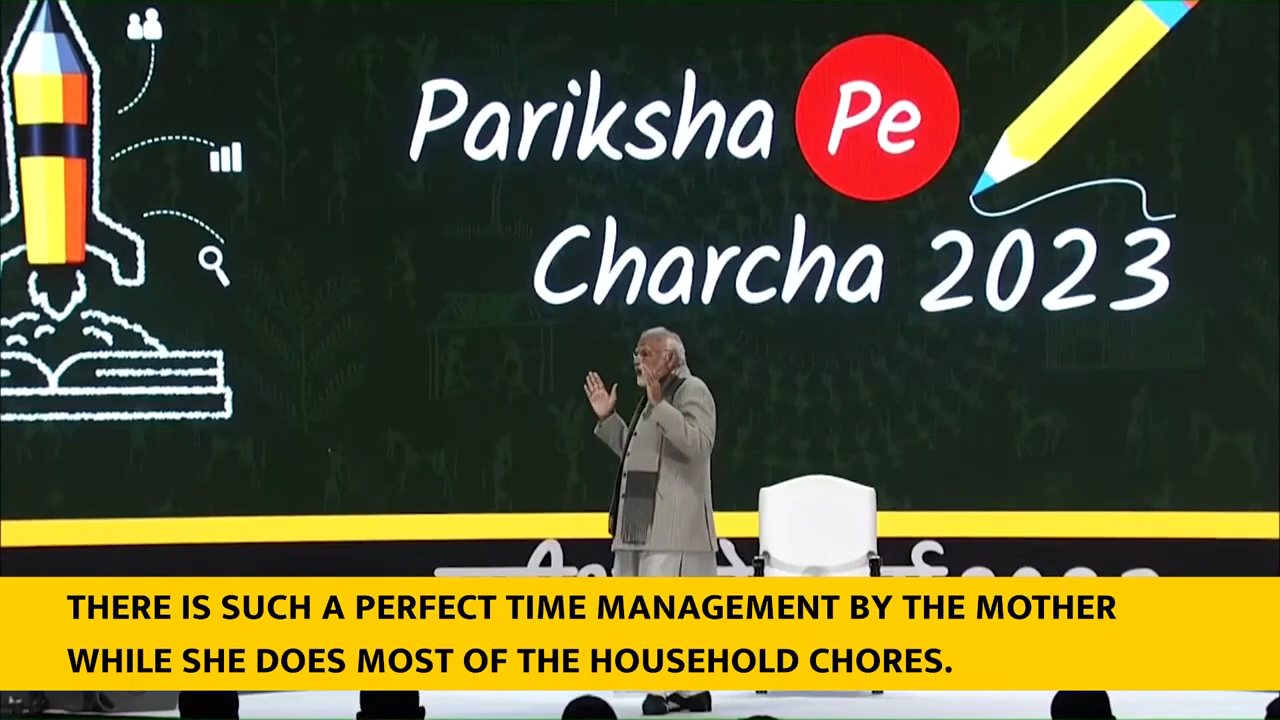 Pariksha Pe
Charcha 2023
THERE IS SUCH A PERFECT TIME MANAGEMENT BY THE MOTHER
WHILE SHE DOES MOST OF THE HOUSEHOLD CHORES.